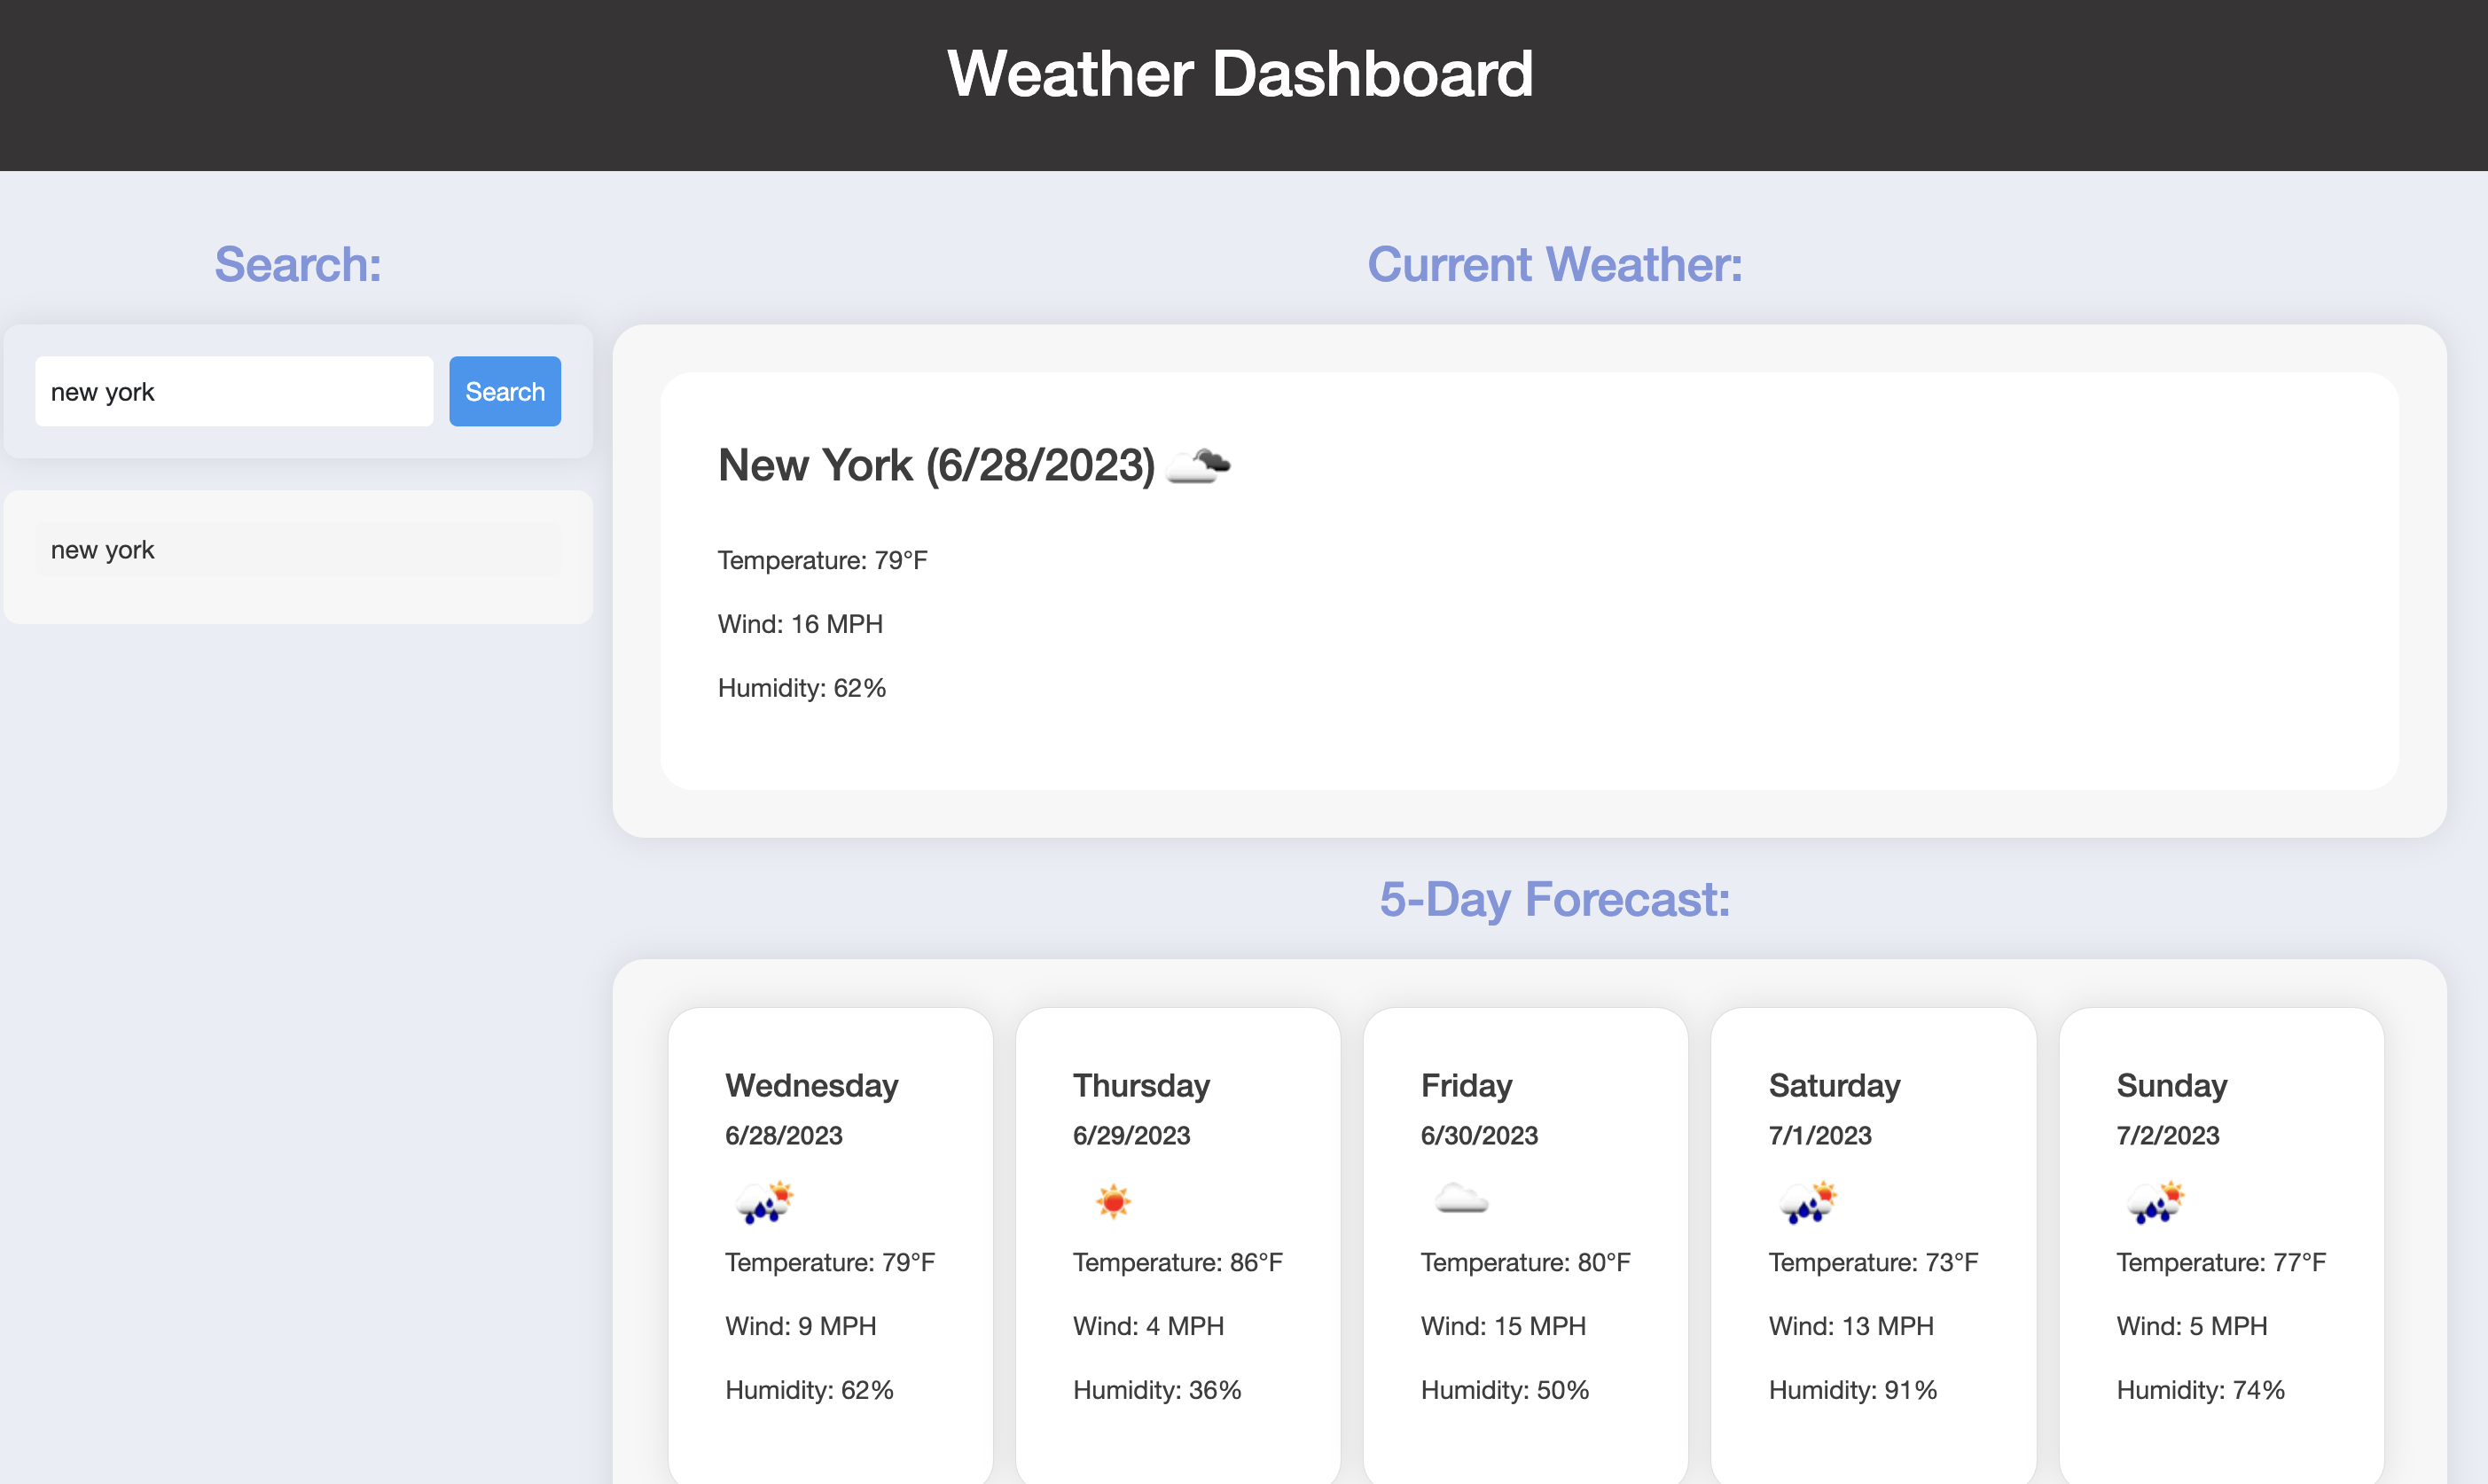 Weather Dashboard
Search:
new york
Search
new york
Current Weather:
New York (6/28/2023)
Temperature: 79°F
Wind: 16 MPH
Humidity: 62%
5-Day Forecast:
Wednesday
6/28/2023
Temperature: 79°F
Wind: 9 MPH
Humidity: 62%
Thursday
6/29/2023
Temperature: 86°F
Wind: 4 MPH
Humidity: 36%
Friday
6/30/2023
Temperature: 80°F
Wind: 15 MPH
Humidity: 50%
Saturday
7/1/2023
Temperature: 73°F
Wind: 13 MPH
Humidity: 91%
Sunday
7/2/2023
Temperature: 77°F
Wind: 5 MPH
Humidity: 74%